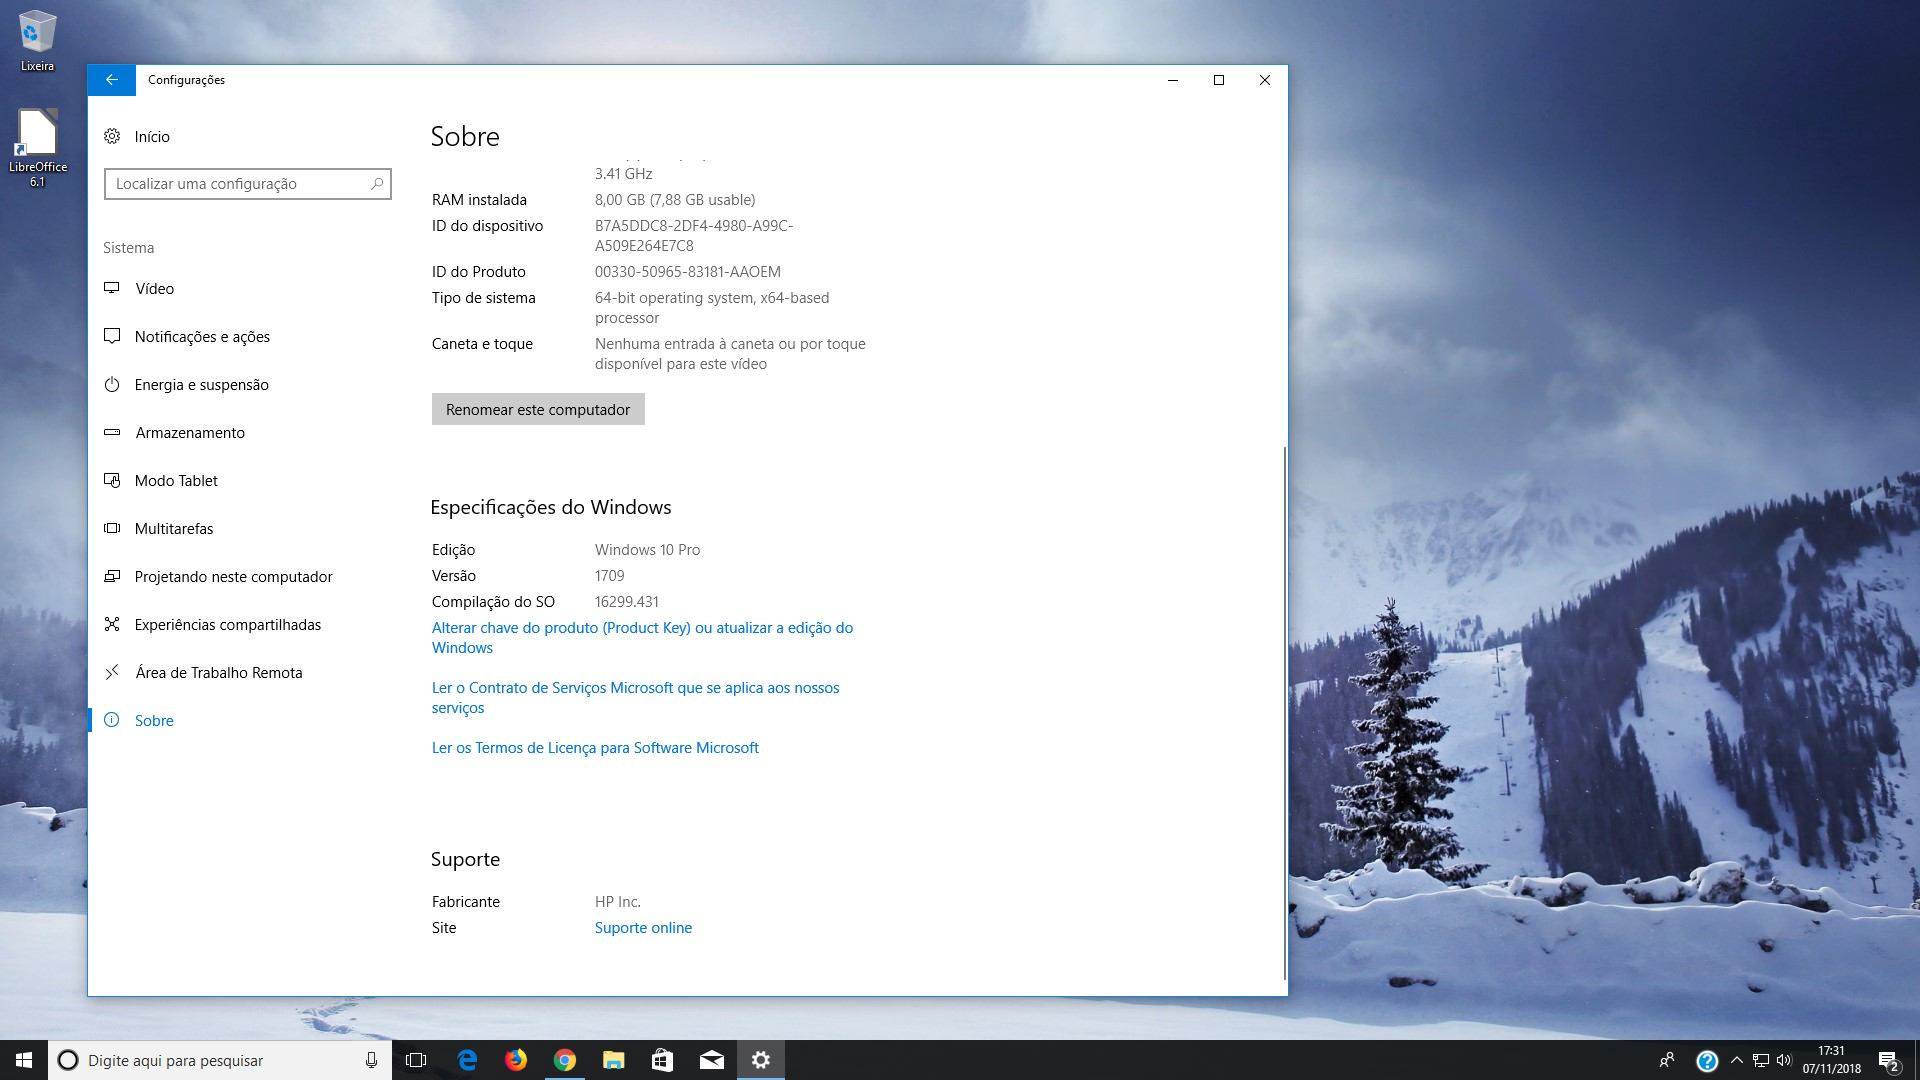 Lixeira
LibreOffice
6.1
Configurações
Início
Localizar uma configuração
Sistema
Vídeo
Notificações e ações
Energia e suspensão
Armazenamento
Modo Tablet
Multitarefas
Projetando neste computador
Experiências compartilhadas
Área de Trabalho Remota
Sobre
Sobre
3.41 GHz
RAM instalada 8,00 GB (7,88 GB usable)
ID do dispositivo B7A5DDC8-2DF4-4980-A99C-
A509E264E7C8
ID do Produto 00330-50965-83181-AAOEM
Tipo de sistema 64-bit operating system, x64-based
processor
Caneta e toque Nenhuma entrada à caneta ou por toque
disponível para este vídeo
Renomear este computador
Especificações do Windows
Edição Windows 10 Pro
Versão 1709
Compilação do SO 16299.431
Alterar chave do produto (Product Key) ou atualizar a edição do
Windows
Ler o Contrato de Serviços Microsoft que se aplica aos nossos
serviços
Ler os Termos de Licença para Software Microsoft
Suporte
Fabricante HP Inc.
Site Suporte online
Digite aqui para pesquisar
17:31
07/11/2018
2